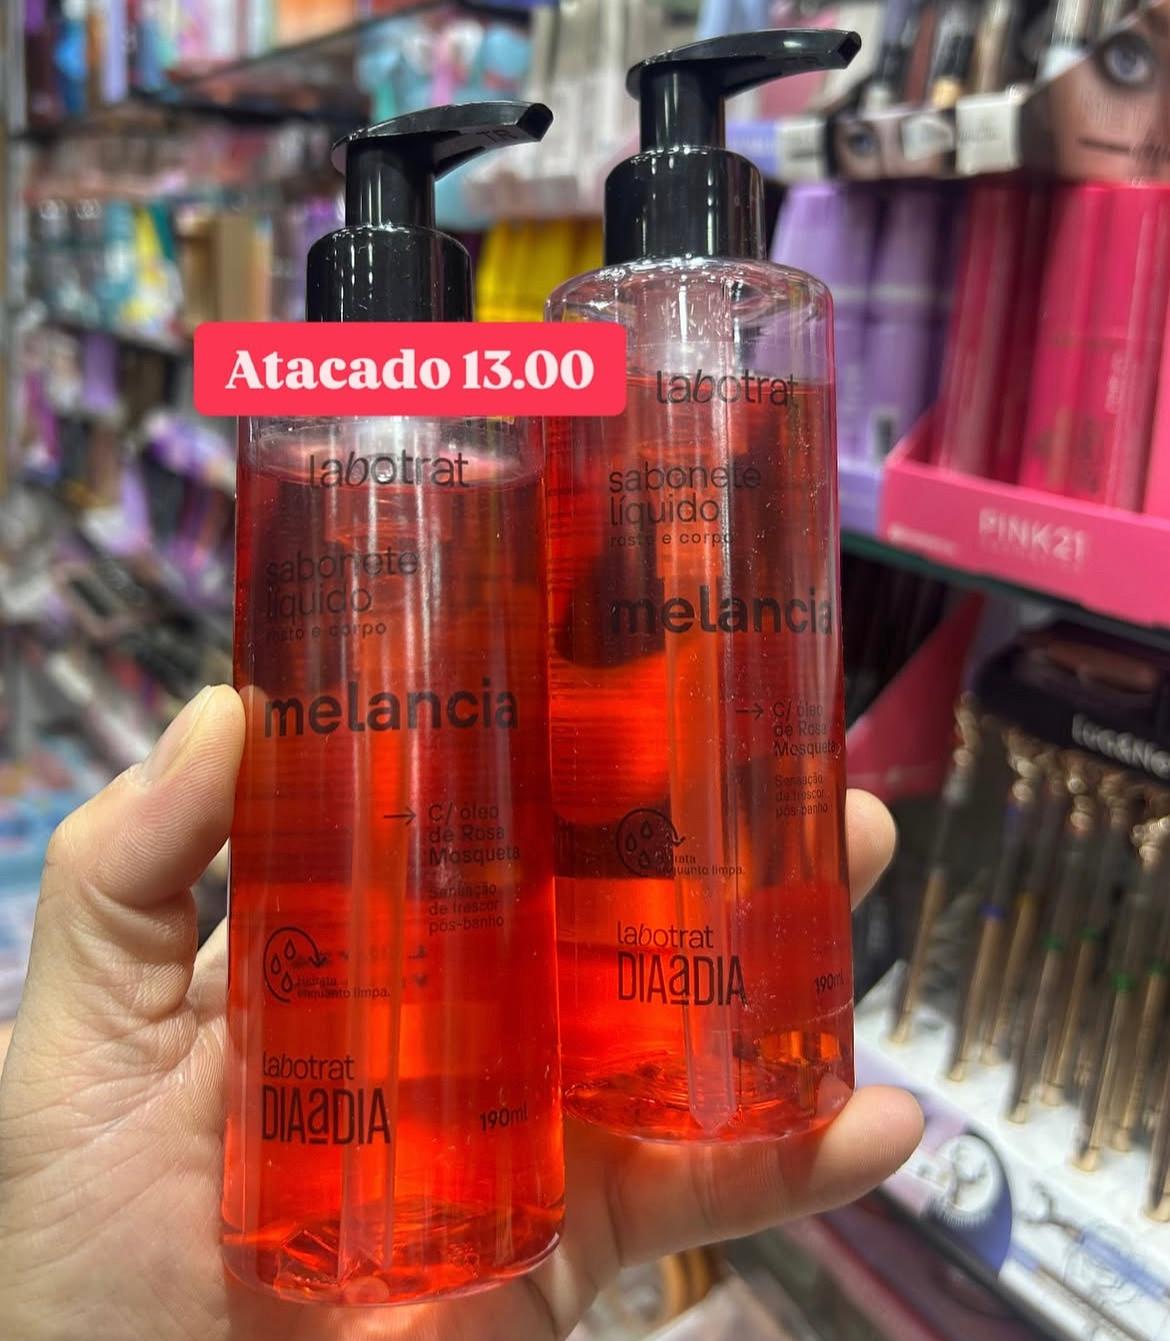 Atacado 13.00
labotrat
sabonete
líquido
rosto e corpo
melancia
C/ óleo
de Rosa
Mosqueta
Sensação
de frescor
pós-banho
Hidrata
enquanto limpa.
labotrat
DIAaDIA
190ml
labotrat
sabonete
líquido
rosto e corpo
melancia
C/ óleo
de Rosa
Mosqueta
Sensação
de frescor
pós-banho
Hidrata
enquanto limpa.
labotrat
DIAaDIA
190ml
PINK21